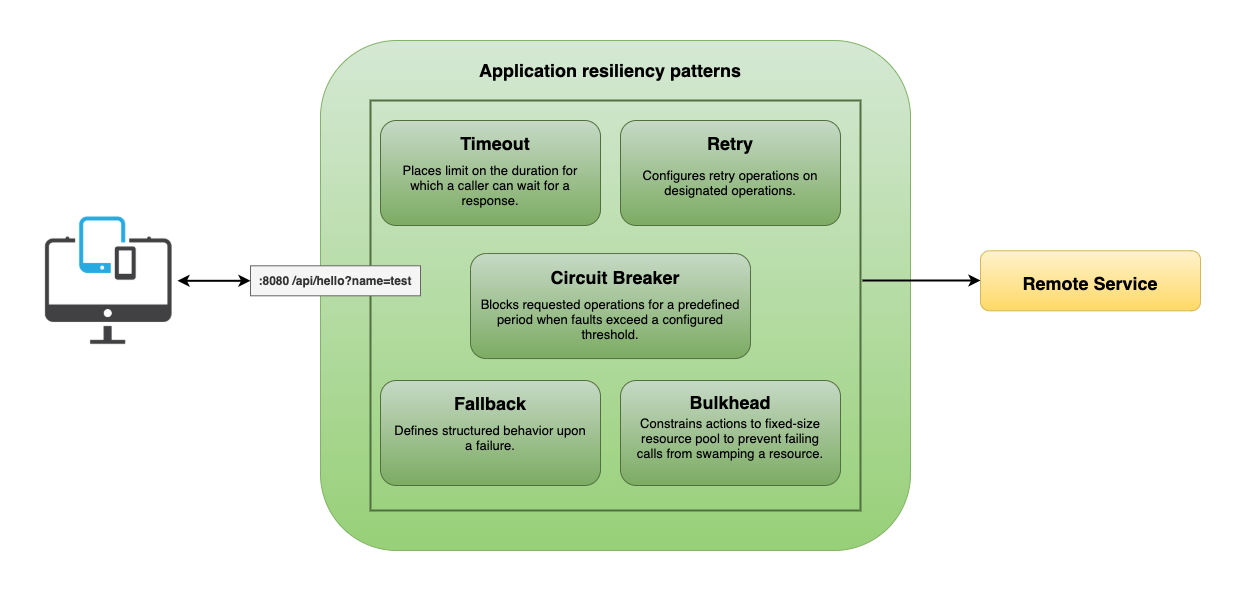 Application resiliency patterns
Timeout
Places limit on the duration for
which a caller can wait for a
response.
Retry
Configures retry operations on
designated operations.
:8080 /api/hello?name=test
Circuit Breaker
Blocks requested operations for a predefined
period when faults exceed a configured
threshold.
Remote Service
Fallback
Defines structured behavior upon
a failure.
Bulkhead
Constrains actions to fixed-size
resource pool to prevent failing
calls from swamping a resource.